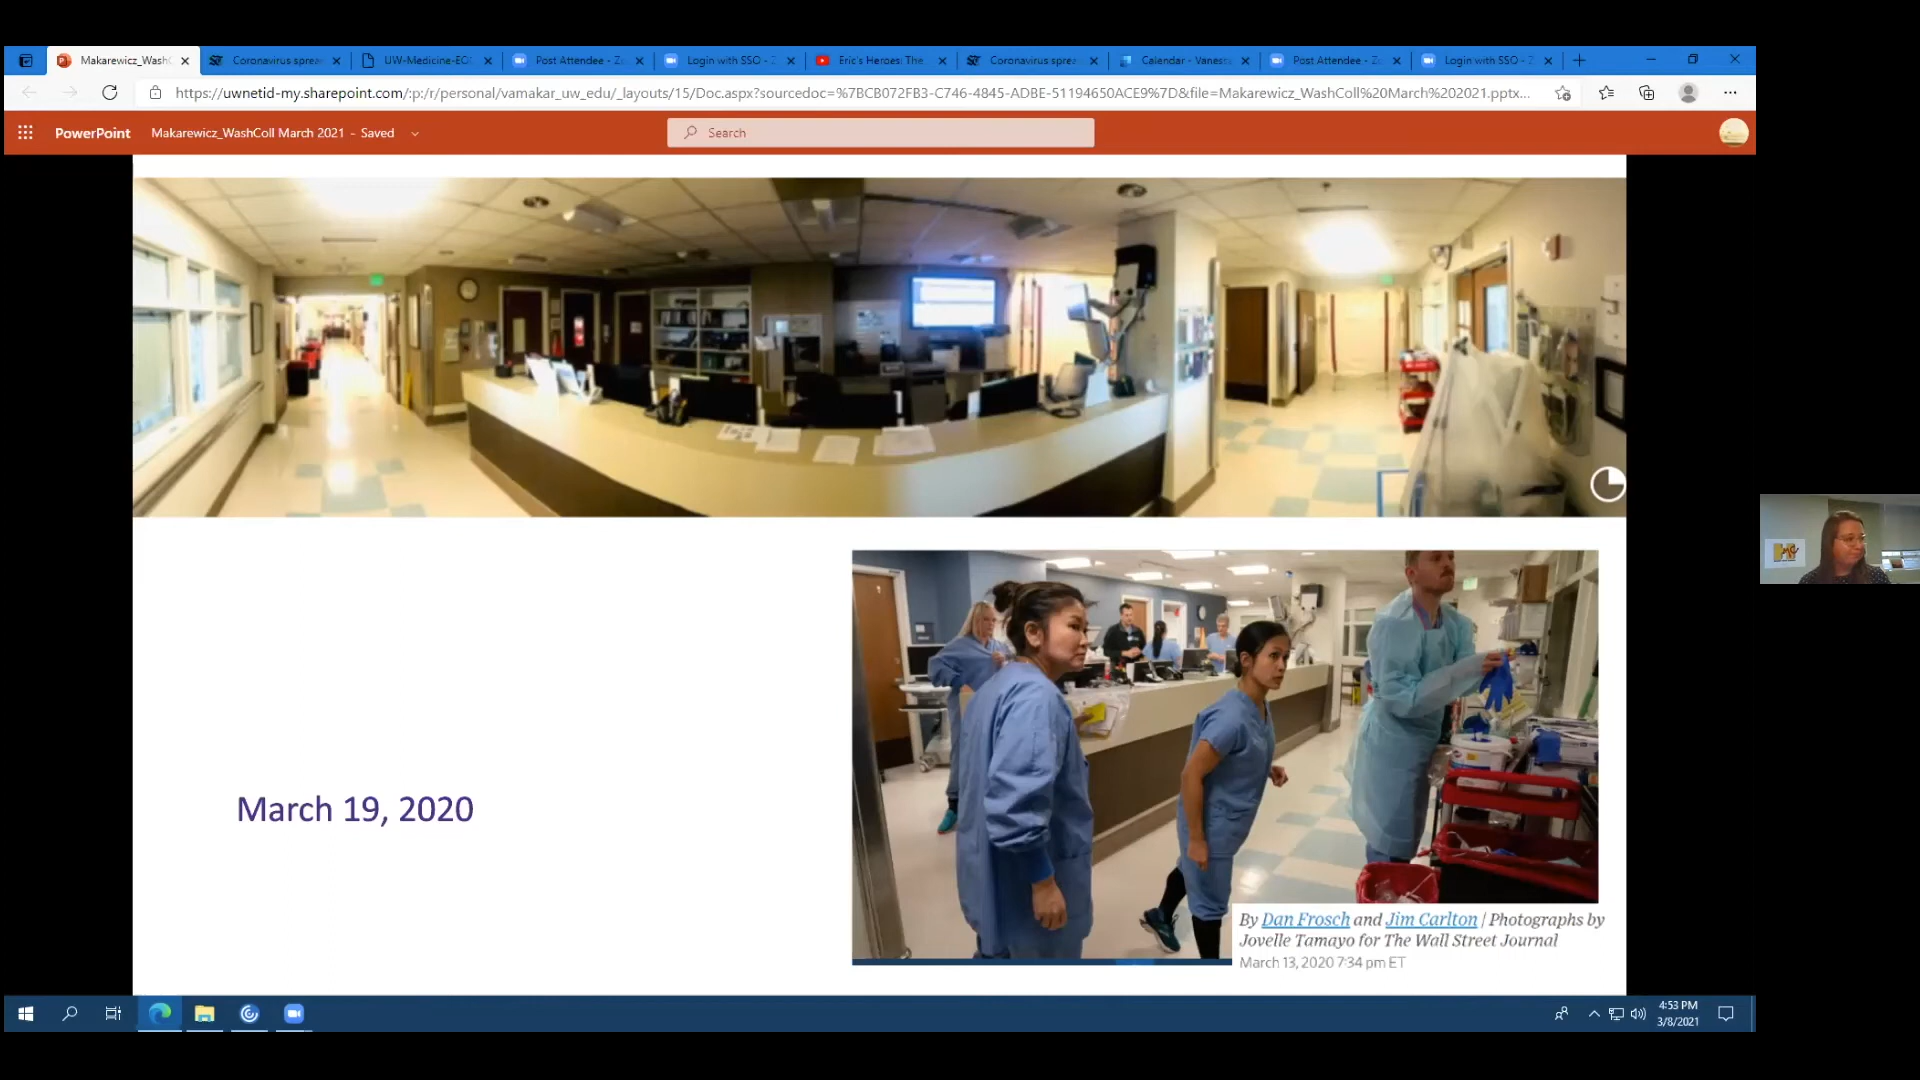 Makarewicz_WashC
Coronavirus sprea
UW-Medicine-EO
Post Attendee - Z
Login with SSO - Z
Eric's Heroes: The
Coronavirus sprea
Calendar - Vaness
Post Attendee - Z
Login with SSO - Z
https://uwnetid-my.sharepoint.com/:p:/r/personal/vamakar_uw_edu/_layouts/15/Doc.aspx?sourcedoc=%7BCB072FB3-C746-4845-ADBE-51194650ACE9%7D&file=Makarewicz_WashColl%20March%202021.pptx...
PowerPoint
Makarewicz_WashColl March 2021 - Saved
Search
March 19, 2020
By Dan Frosch and Jim Carlton | Photographs by
Jovelle Tamayo for The Wall Street Journal
March 13, 2020 7:34 pm ET
4:53 PM
3/8/2021